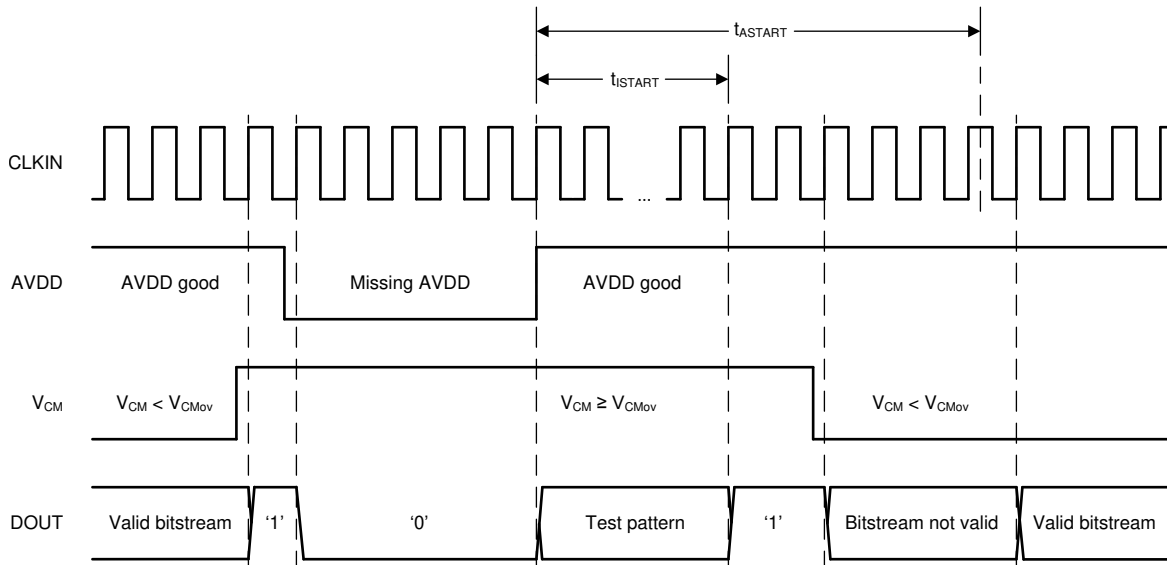 tASTART
tISTART
CLKIN
...
AVDD AVDD good Missing AVDD AVDD good
VCM VCM < VCMov VCM ≥ VCMov VCM < VCMov
DOUT Valid bitstream ‘1’ ‘0’ Test pattern ‘1’ Bitstream not valid Valid bitstream